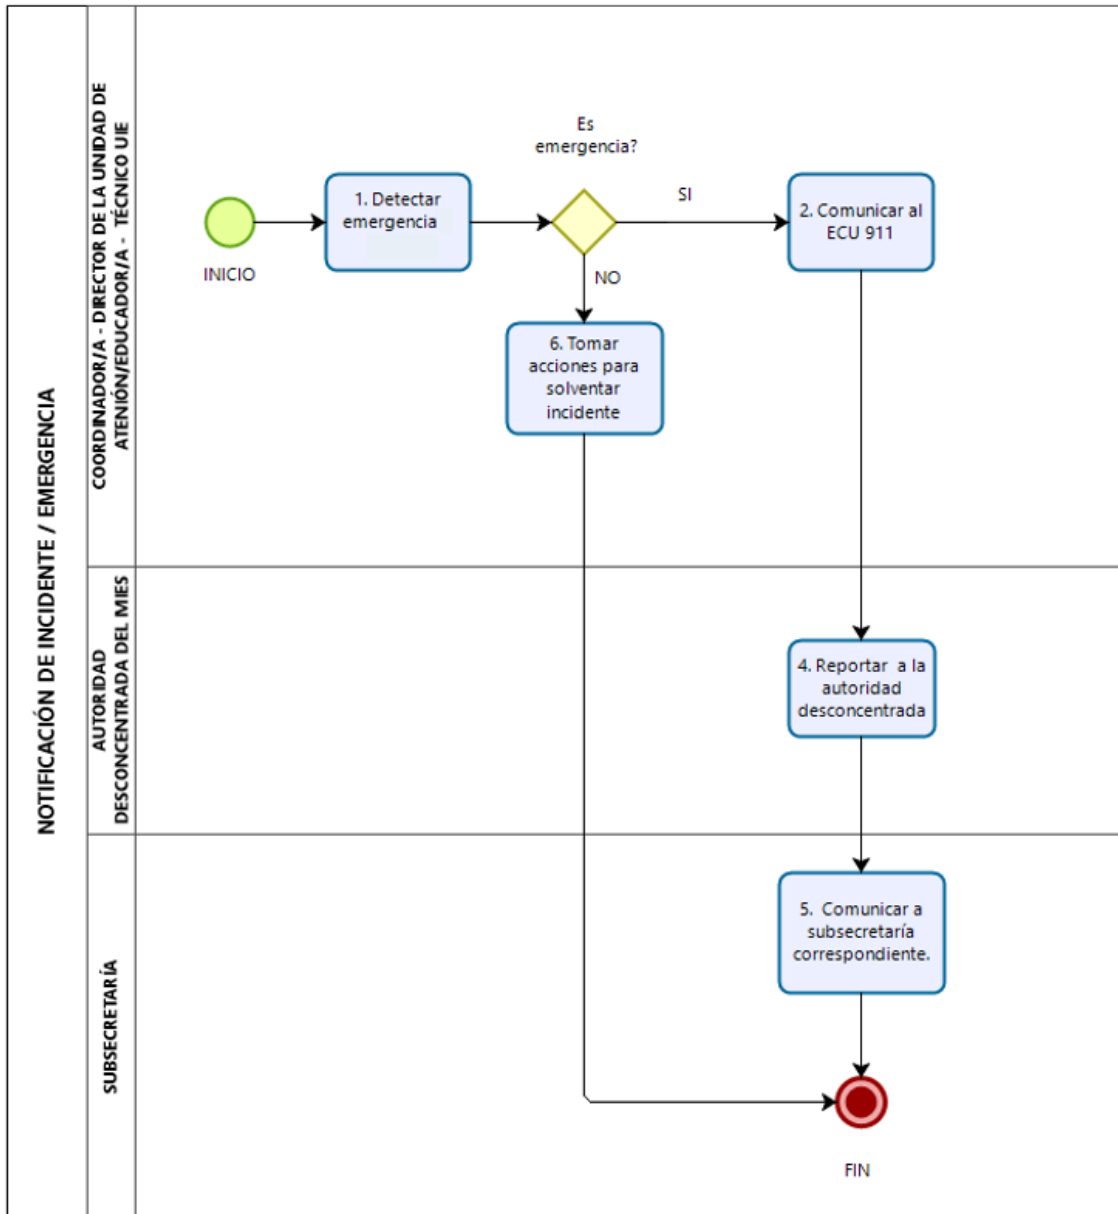 NOTIFICACIÓN DE INCIDENTE / EMERGENCIA
COORDINADOR/A - DIRECTOR DE LA UNIDAD DE
ATENIÓN/EDUCADOR/A - TÉCNICO UIE
INICIO
1. Detectar
emergencia
Es
emergencia?
SI
NO
2. Comunicar al
ECU 911
6. Tomar
acciones para
solventar
incidente
AUTORIDAD
DESCONCENTRADA DEL MIES
4. Reportar a la
autoridad
desconcentrada
SUBSECRETARÍA
5. Comunicar a
subsecretaría
correspondiente.
FIN